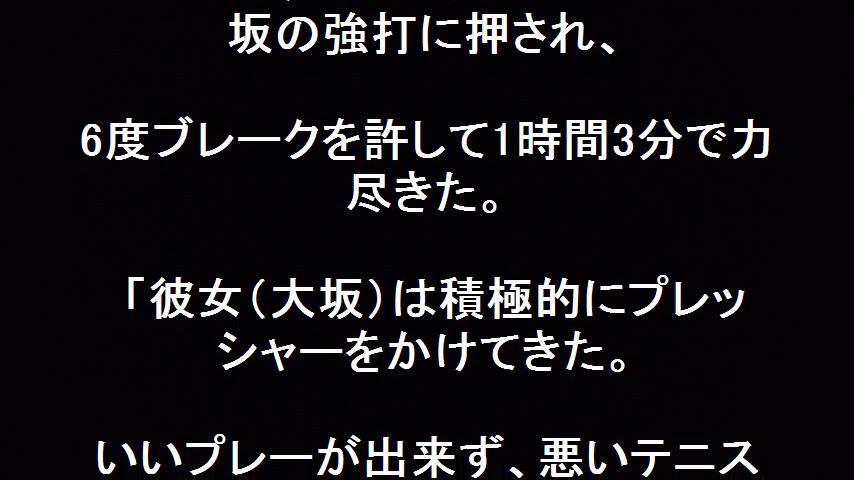 坂の強打に押され、
6度ブレークを許して1時間3分で力
尽きた。
「彼女(大坂)は積極的にプレッ
シャーをかけてきた。
いいプレーが出来ず、悪いテニス